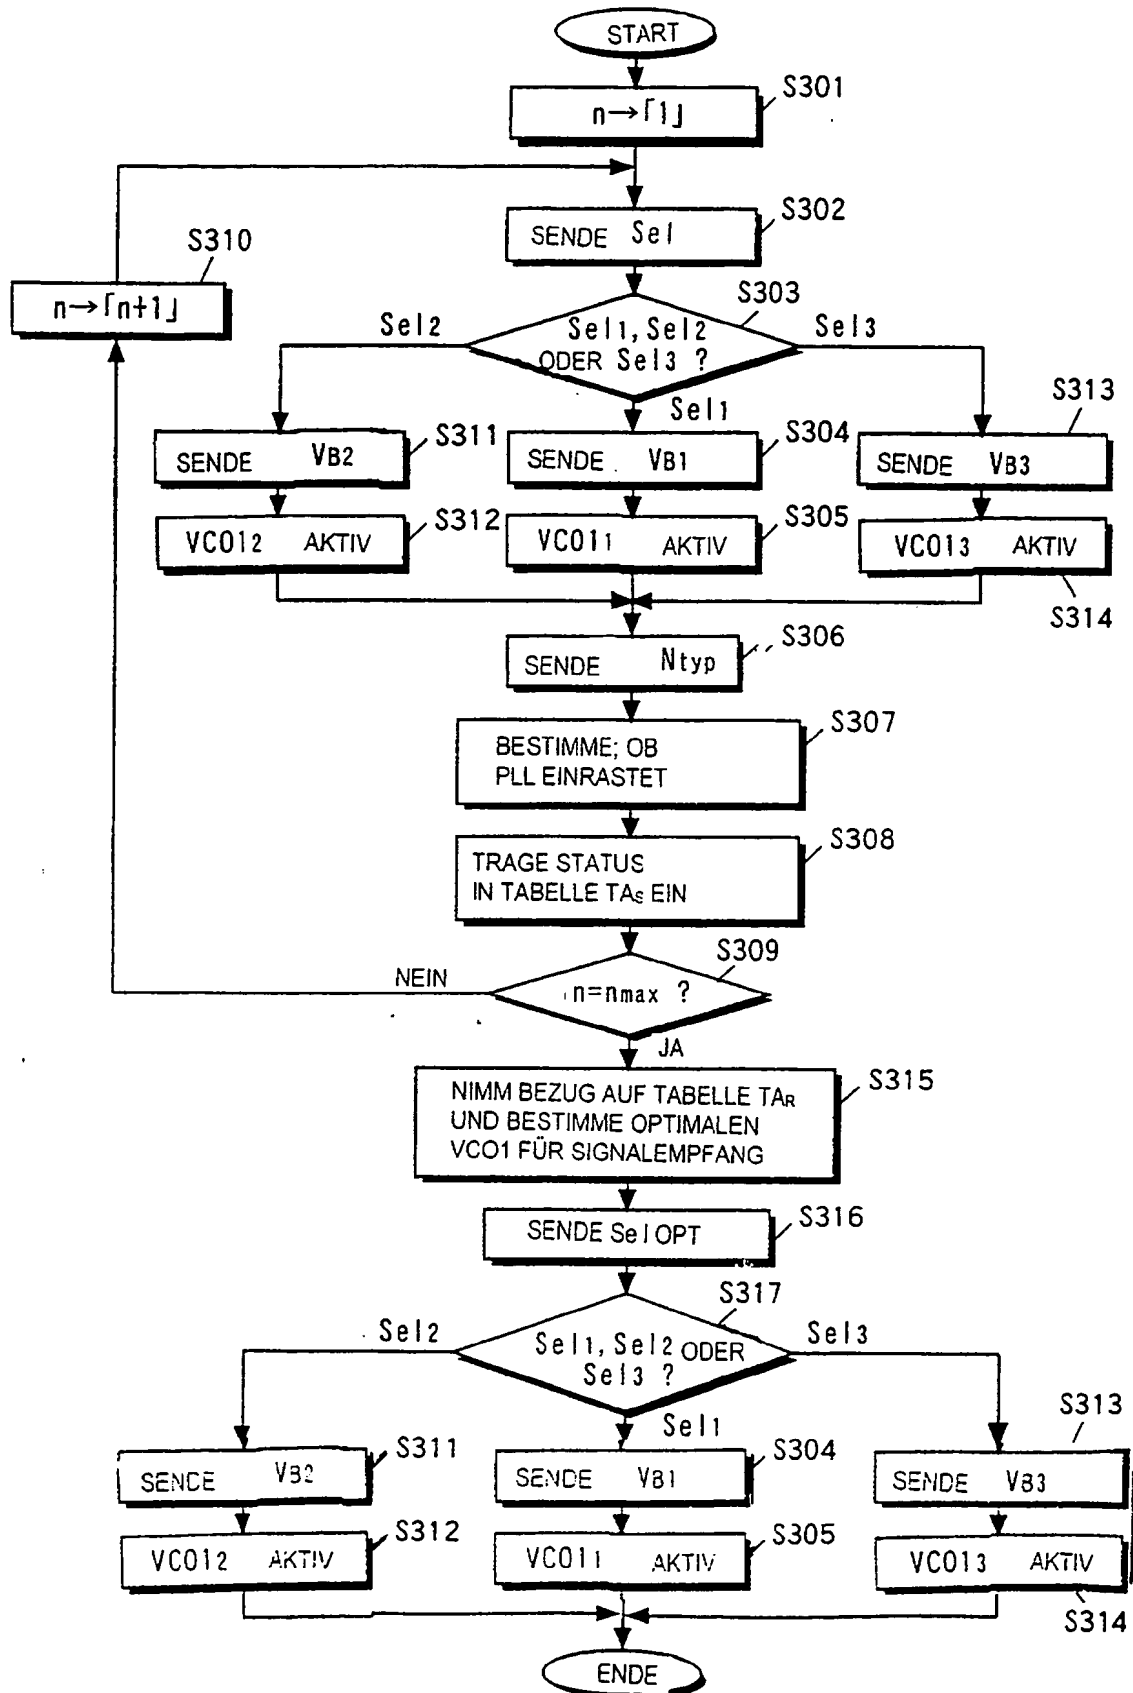 START
S301
n→「1」
S302
SENDE Sel
S310
n→「n+1」
S303
Sel1, Sel2
ODER Sel3 ?
Sel2
Sel3
Sel1
S311
SENDE VB2
S304
SENDE VB1
S313
SENDE VB3
S312
VCO12 AKTIV
S305
VCO11 AKTIV
VCO13 AKTIV
S314
S306
SENDE Ntyp
S307
BESTIMME; OB
PLL EINRASTET
S308
TRAGE STATUS
IN TABELLE TAS EIN
S309
NEIN
n=nmax ?
JA
S315
NIMM BEZUG AUF TABELLE TAR
UND BESTIMME OPTIMALEN
VCO1 FÜR SIGNALEMPFANG
S316
SENDE Sel OPT
S317
Sel2
Sel1, Sel2 ODER
Sel3 ?
Sel3
Sel1
S311
SENDE VB2
S304
SENDE VB1
S313
SENDE VB3
S312
VCO12 AKTIV
S305
VCO11 AKTIV
VCO13 AKTIV
S314
ENDE